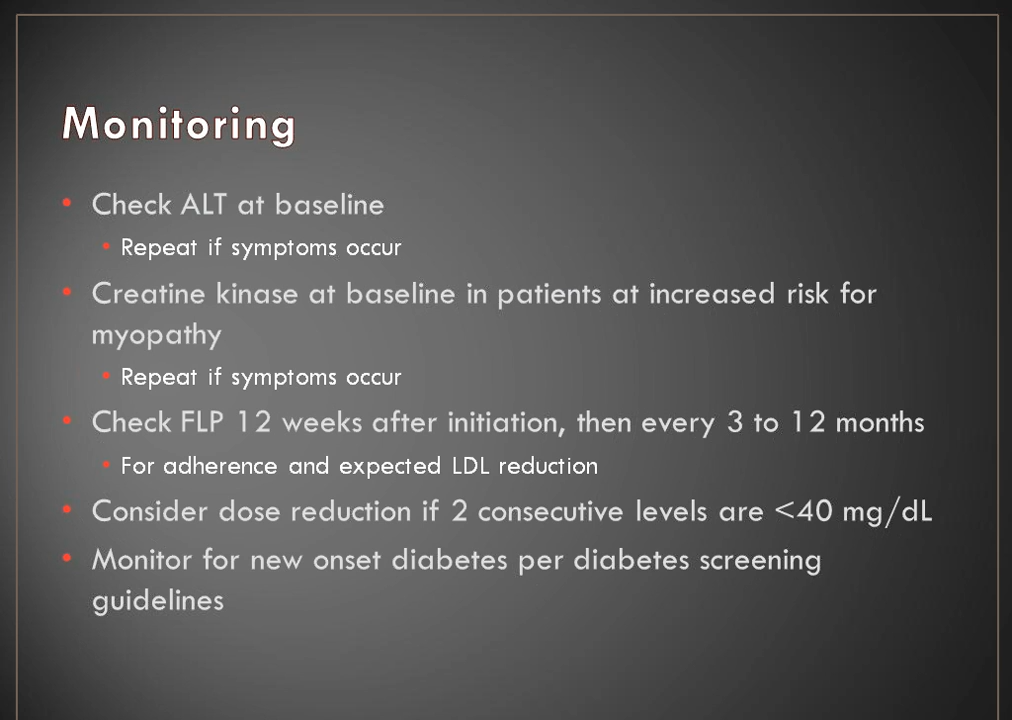 Monitoring
• Check ALT at baseline
• Repeat if symptoms occur
• Creatine kinase at baseline in patients at increased risk for
myopathy
• Repeat if symptoms occur
• Check FLP 12 weeks after initiation, then every 3 to 12 months
• For adherence and expected LDL reduction
• Consider dose reduction if 2 consecutive levels are <40 mg/dL
• Monitor for new onset diabetes per diabetes screening
guidelines